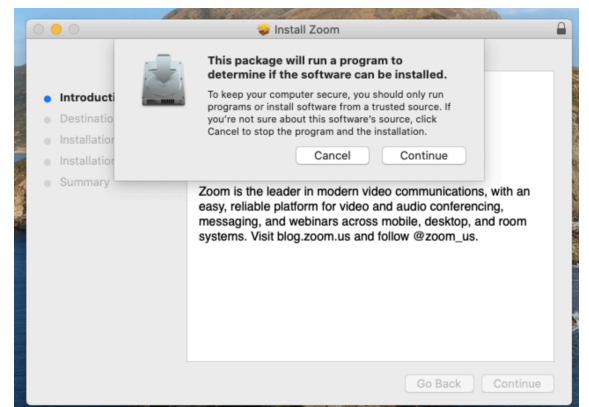 Install Zoom
This package will run a program to
determine if the software can be installed.
To keep your computer secure, you should only run
programs or install software from a trusted source. If
you're not sure about this software's source, click
Cancel to stop the program and the installation.
Cancel
Continue
Introducti
Destinatio
Installation
Installation
Summary
Zoom is the leader in modern video communications, with an
easy, reliable platform for video and audio conferencing,
messaging, and webinars across mobile, desktop, and room
systems. Visit blog.zoom.us and follow @zoom_us.
Go Back
Continue